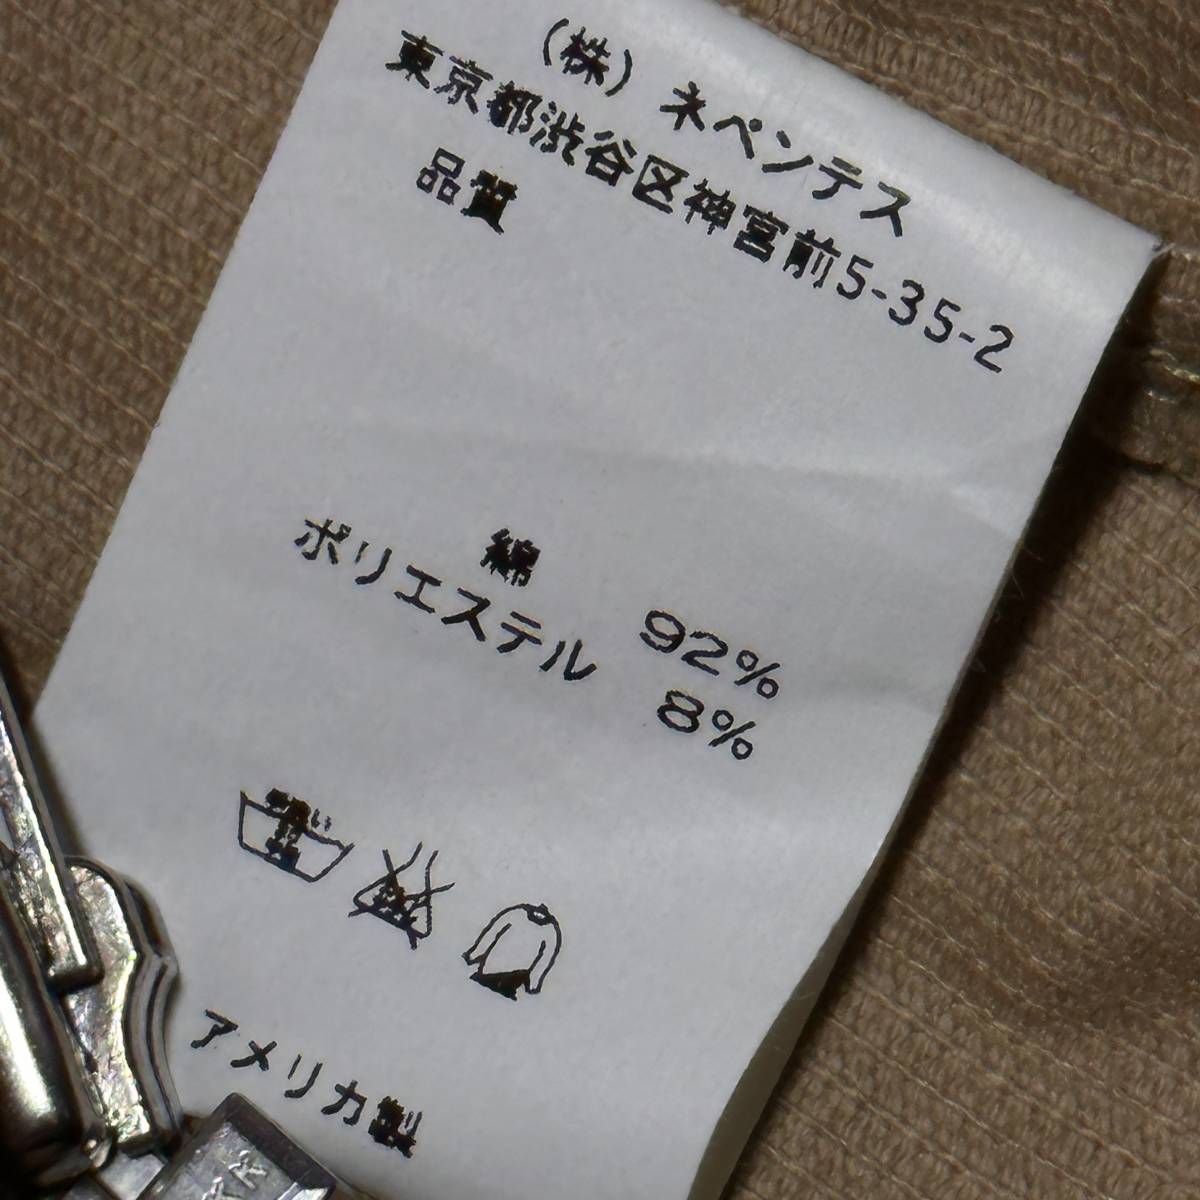 (株) ネペンテス
東京都渋谷区神宮前5-35-2
品質
綿 92%
ポリエステル 8%
アメリカ製